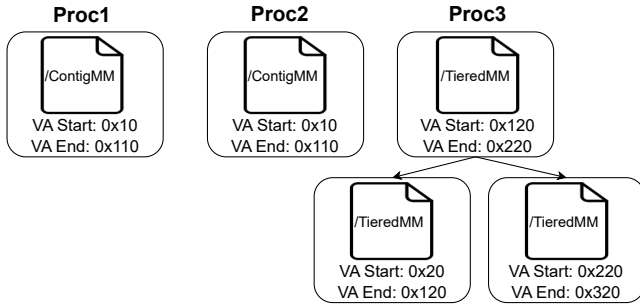 Proc1
Proc2
Proc3
/ContigMM
VA Start: 0x10
VA End: 0x110
/ContigMM
VA Start: 0x10
VA End: 0x110
/TieredMM
VA Start: 0x120
VA End: 0x220
/TieredMM
VA Start: 0x20
VA End: 0x120
/TieredMM
VA Start: 0x220
VA End: 0x320